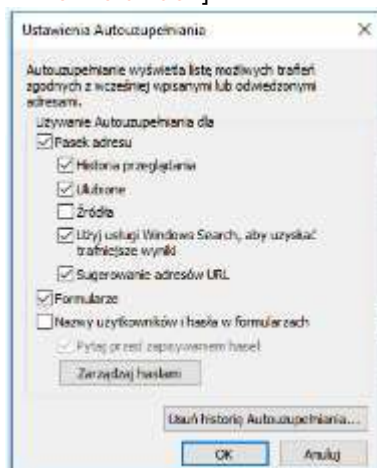 Ustawienia Autouzupełniania
Autouzupełnianie wyświetla listę możliwych trafień
zgodnych z wcześniej wpisanymi lub odwiedzonymi
adresami.
Używanie Autouzupełniania dla
Pasek adresu
Historia przeglądania
Ulubione
Źródła
Użyj usługi Windows Search, aby uzyskać
trafniejsze wyniki
Sugerowanie adresów URL
Formularze
Nazwy użytkowników i hasła w formularzach
Pytaj przed zapisywaniem haseł
Zarządzaj hasłami
Usuń historię Autouzupełniania...
OK
Anuluj